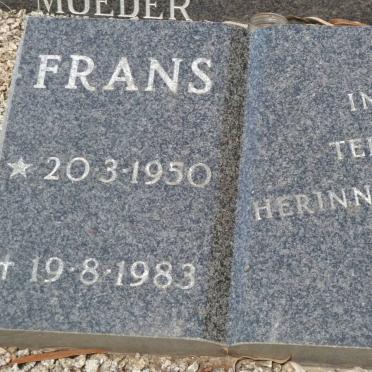 MOEDER
FRANS
* 20·3·1950
† 19·8·1983
IN
TE
HERINN